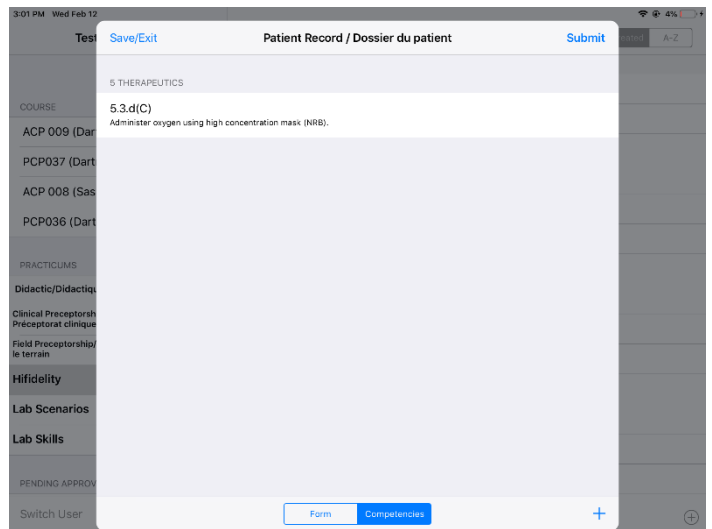 3:01 PM Wed Feb 12
4%
Test
Save/Exit
Patient Record / Dossier du patient
Submit
A-Z
5 THERAPEUTICS
5.3.d(C)
Administer oxygen using high concentration mask (NRB).
COURSE
ACP 009 (Dar
PCP037 (Dart
ACP 008 (Sas
PCP036 (Dart
PRACTICUMS
Didactic/Didactiqu
Clinical Preceptorsh
Préceptorat clinique
Field Preceptorship/
le terrain
Hifidelity
Lab Scenarios
Lab Skills
PENDING APPROV
Switch User
Form
Competencies